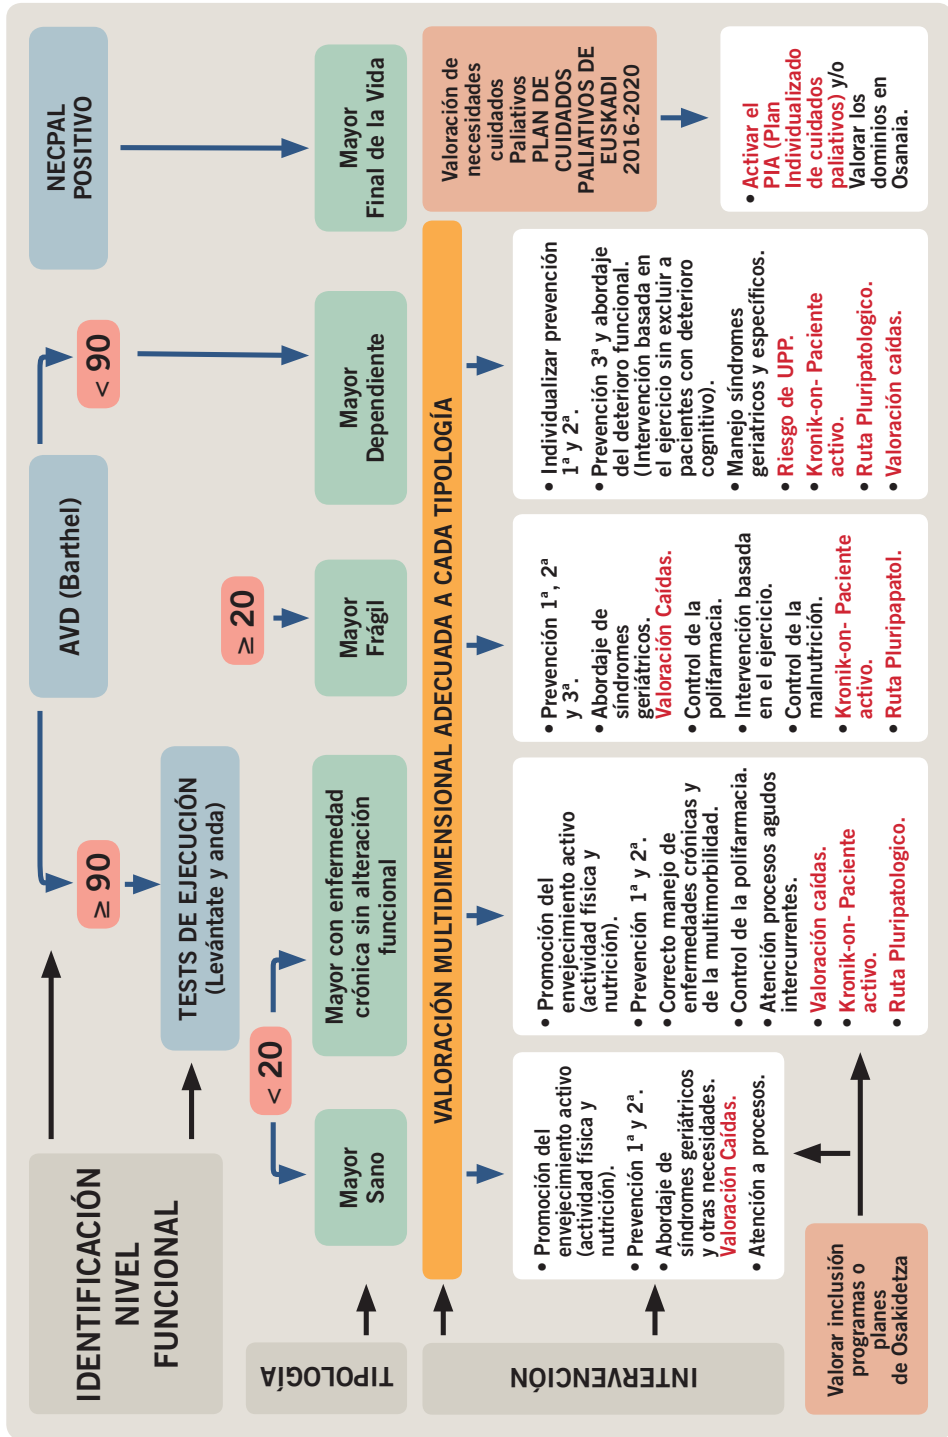 IDENTIFICACIÓN
NIVEL
FUNCIONAL
AVD (Barthel)
NECPAL
POSITIVO
≥ 90
< 90
TESTS DE EJECUCIÓN
(Levántate y anda)
< 20
≥ 20
TIPOLOGÍA
Mayor
Sano
Mayor con enfermedad
crónica sin alteración
funcional
Mayor
Frágil
Mayor
Dependiente
Mayor
Final de la Vida
INTERVENCIÓN
VALORACIÓN MULTIDIMENSIONAL ADECUADA A CADA TIPOLOGÍA
Valoración de
necesidades
cuidados
Paliativos
PLAN DE
CUIDADOS
PALIATIVOS DE
EUSKADI
2016-2020
• Promoción del
envejecimiento activo
(actividad física y
nutrición).
• Prevención 1ª y 2ª.
• Abordaje de
síndromes geriátricos
y otras necesidades.
Valoración Caídas.
• Atención a procesos.
• Promoción del
envejecimiento activo
(actividad física y
nutrición).
• Prevención 1ª y 2ª.
• Correcto manejo de
enfermedades crónicas y
de la multimorbilidad.
• Control de la polifarmacia.
• Atención procesos agudos
intercurrentes.
• Valoración caídas.
• Kronik-on- Paciente
activo.
• Ruta Pluripatologico.
• Prevención 1ª, 2ª
y 3ª.
• Abordaje de
síndromes
geriátricos.
Valoración Caídas.
• Control de la
polifarmacia.
• Intervención basada
en el ejercicio.
• Control de la
malnutrición.
• Kronik-on- Paciente
activo.
• Ruta Pluripapatol.
• Individualizar prevención
1ª y 2ª.
• Prevención 3ª y abordaje
del deterioro funcional.
(Intervención basada en
el ejercicio sin excluir a
pacientes con deterioro
cognitivo).
• Manejo síndromes
geriatricos y específicos.
• Riesgo de UPP.
• Kronik-on- Paciente
activo.
• Ruta Pluripatologico.
• Valoración caídas.
• Activar el
PIA (Plan
Individualizado
de cuidados
paliativos) y/o
Valorar los
dominios en
Osanaia.
Valorar inclusión
programas o
planes
de Osakidetza